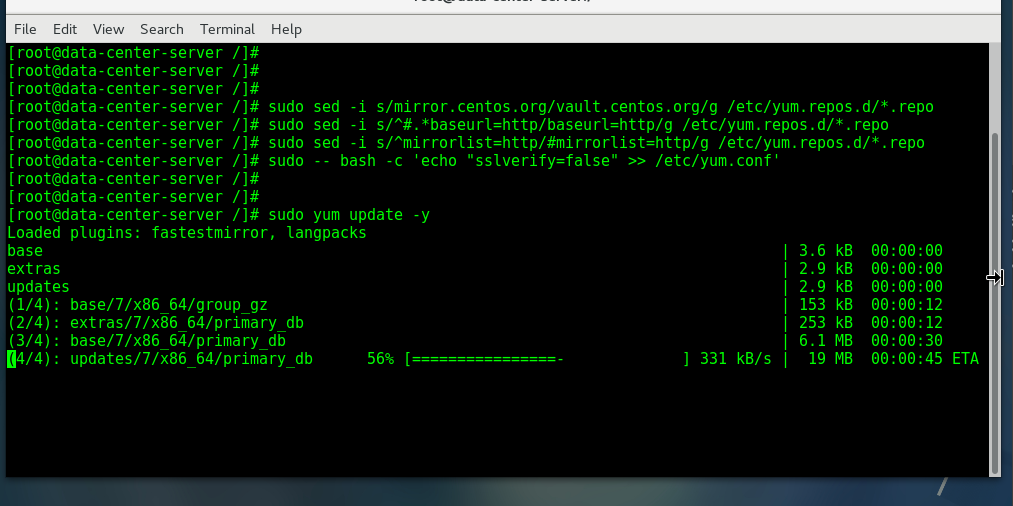 File Edit View Search Terminal Help
[root@data-center-server /]#
[root@data-center-server /]#
[root@data-center-server /]#
[root@data-center-server /]# sudo sed -i s/mirror.centos.org/vault.centos.org/g /etc/yum.repos.d/*.repo
[root@data-center-server /]# sudo sed -i s/^#.*baseurl=http/baseurl=http/g /etc/yum.repos.d/*.repo
[root@data-center-server /]# sudo sed -i s/^mirrorlist=http/#mirrorlist=http/g /etc/yum.repos.d/*.repo
[root@data-center-server /]# sudo -- bash -c 'echo "sslverify=false" >> /etc/yum.conf'
[root@data-center-server /]#
[root@data-center-server /]#
[root@data-center-server /]# sudo yum update -y
Loaded plugins: fastestmirror, langpacks
base | 3.6 kB 00:00:00
extras | 2.9 kB 00:00:00
updates | 2.9 kB 00:00:00
(1/4): base/7/x86_64/group_gz | 153 kB 00:00:12
(2/4): extras/7/x86_64/primary_db | 253 kB 00:00:12
(3/4): base/7/x86_64/primary_db | 6.1 MB 00:00:30
(4/4): updates/7/x86_64/primary_db 56% [================- ] 331 kB/s | 19 MB 00:00:45 ETA